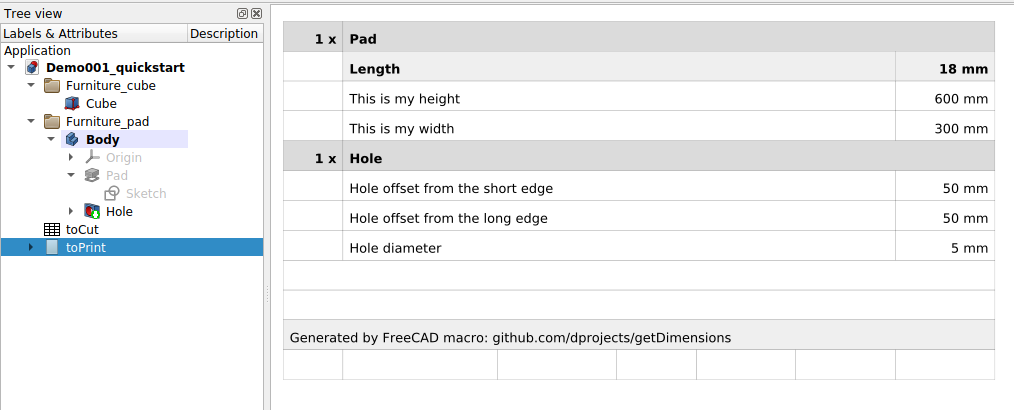 Tree view
Labels & Attributes Description
Application
Demo001_quickstart
Furniture_cube
Cube
Furniture_pad
Body
Origin
Pad
Sketch
Hole
toCut
toPrint
1 x Pad
Length 18 mm
This is my height 600 mm
This is my width 300 mm
1 x Hole
Hole offset from the short edge 50 mm
Hole offset from the long edge 50 mm
Hole diameter 5 mm
Generated by FreeCAD macro: github.com/dprojects/getDimensions